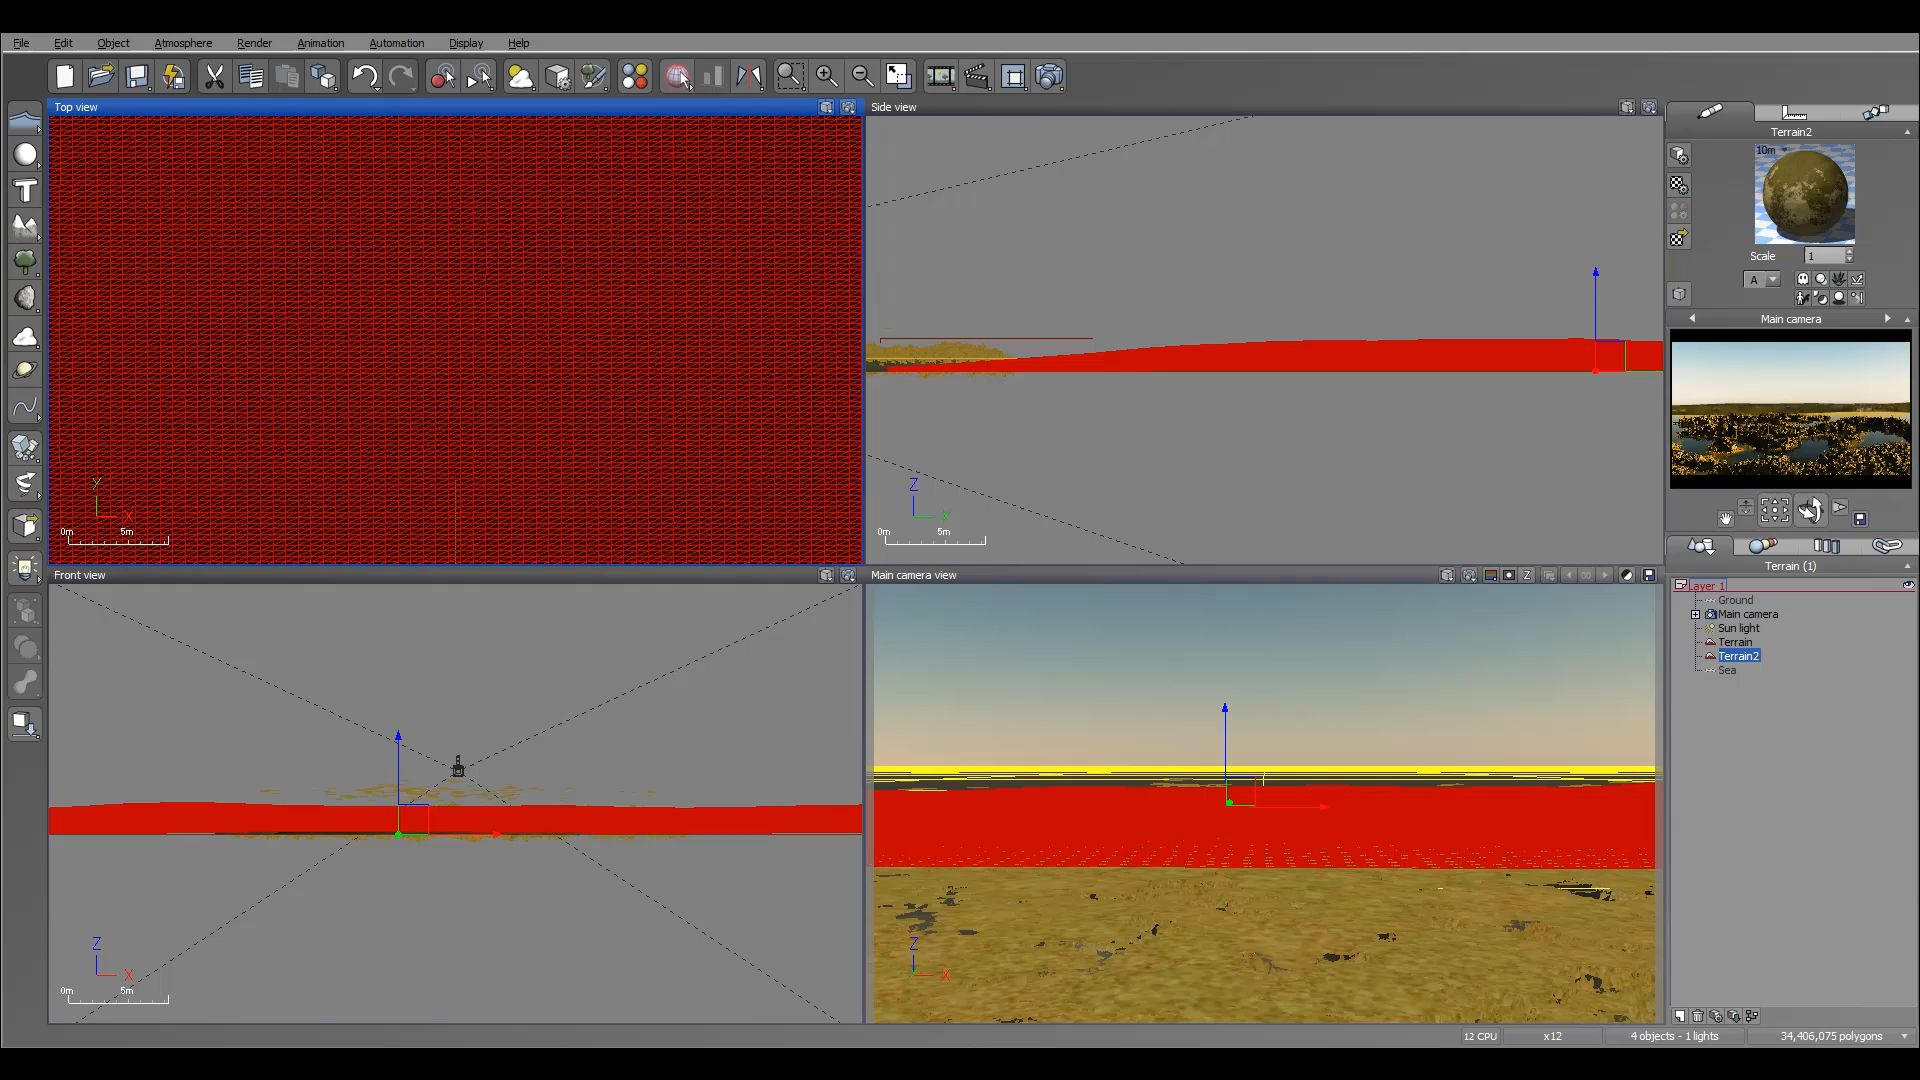 File Edit Object Atmosphere Render Animation Automation Display Help
Top view
Side view
Terrain2
10m
Scale 1
A
Main camera
Y
X
0m 5m
Z
Y
0m 5m
Front view
Main camera view
Z
Terrain (1)
Layer 1
Ground
Main camera
Sun light
Terrain
Terrain2
Sea
Z
X
0m 5m
Z
X
12 CPU x12 4 objects - 1 lights 34,406,075 polygons